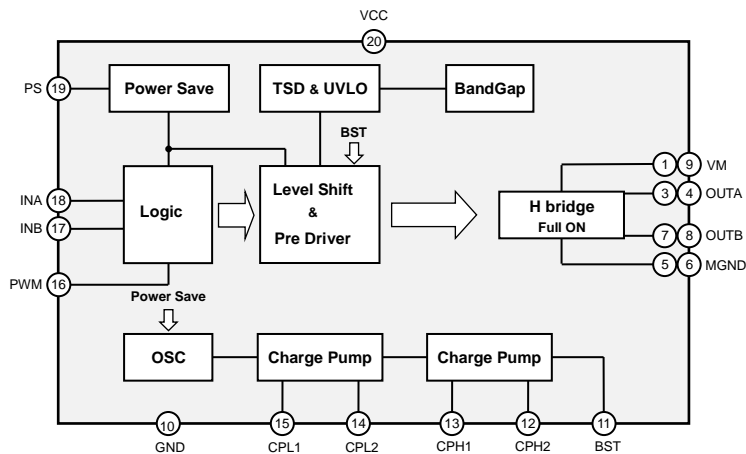 VCC
20
PS 19
Power Save
TSD & UVLO
BandGap
BST
1 9 VM
INA 18
Logic
Level Shift
&
Pre Driver
H bridge
Full ON
3 4 OUTA
INB 17
7 8 OUTB
5 6 MGND
PWM 16
Power Save
OSC
Charge Pump
Charge Pump
10
15
14
13
12
11
GND
CPL1
CPL2
CPH1
CPH2
BST